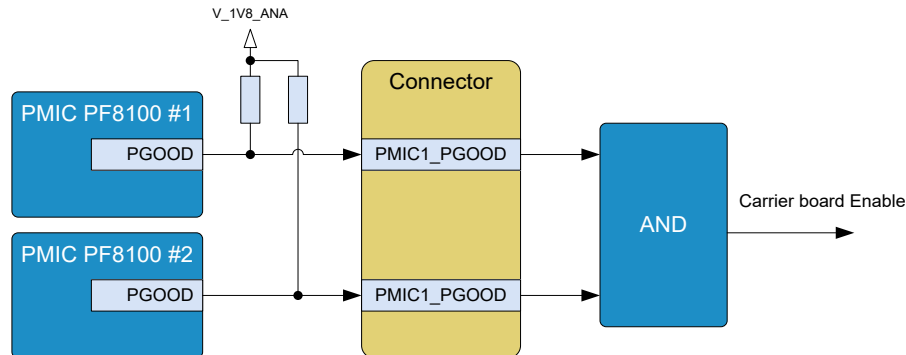 V_1V8_ANA
Connector
PMIC PF8100 #1
PGOOD
PMIC1_PGOOD
AND
Carrier board Enable
PMIC PF8100 #2
PGOOD
PMIC1_PGOOD